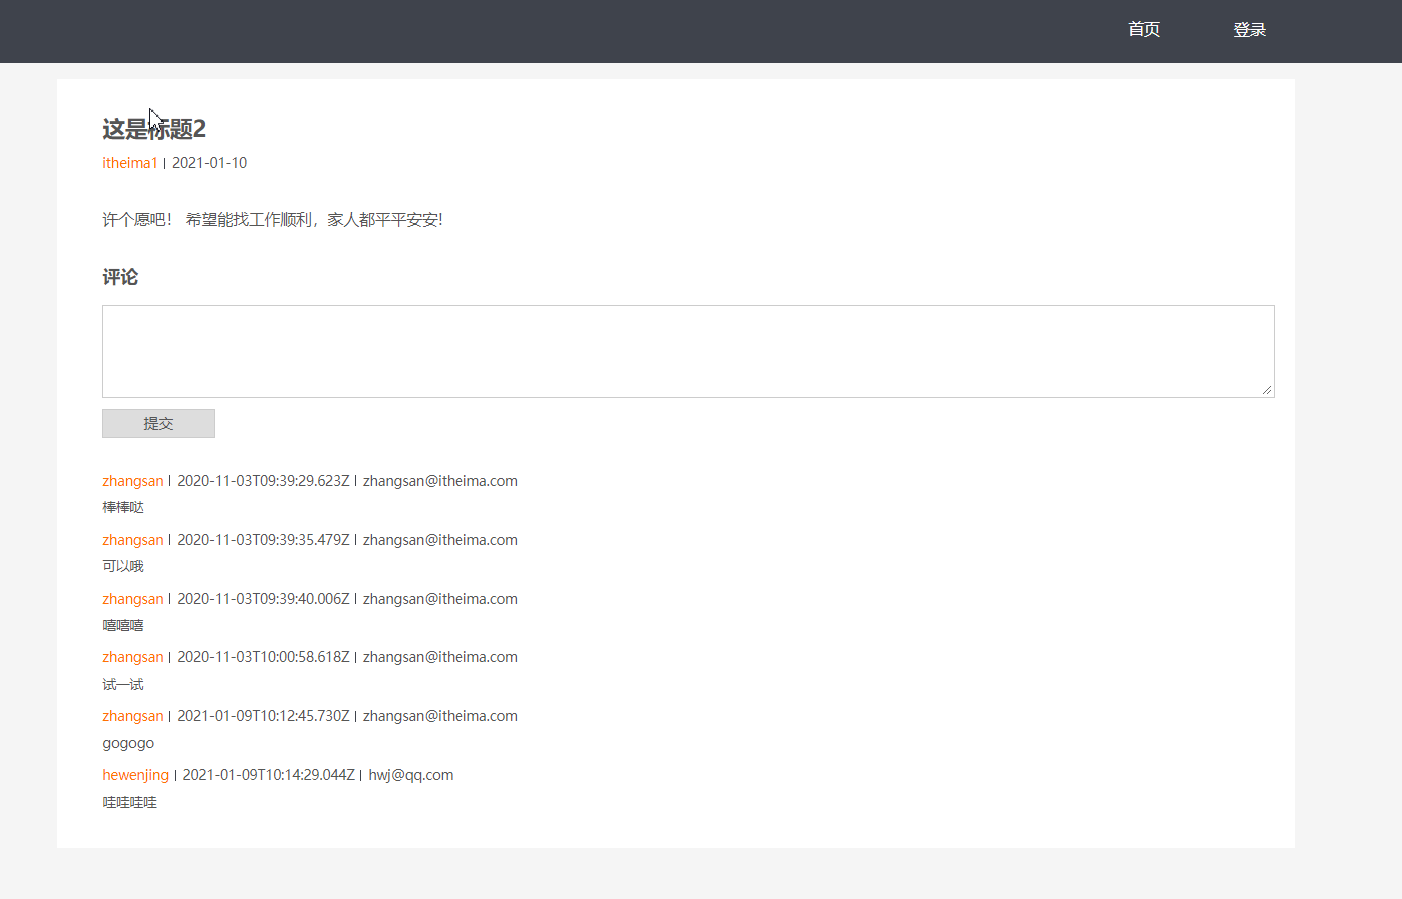 首页 登录
这是标题2
itheima1 | 2021-01-10
许个愿吧! 希望能找工作顺利，家人都平平安安!
评论
提交
zhangsan | 2020-11-03T09:39:29.623Z | zhangsan@itheima.com
棒棒哒
zhangsan | 2020-11-03T09:39:35.479Z | zhangsan@itheima.com
可以哦
zhangsan | 2020-11-03T09:39:40.006Z | zhangsan@itheima.com
嘻嘻嘻
zhangsan | 2020-11-03T10:00:58.618Z | zhangsan@itheima.com
试一试
zhangsan | 2021-01-09T10:12:45.730Z | zhangsan@itheima.com
gogogo
hewenjing | 2021-01-09T10:14:29.044Z | hwj@qq.com
哇哇哇哇